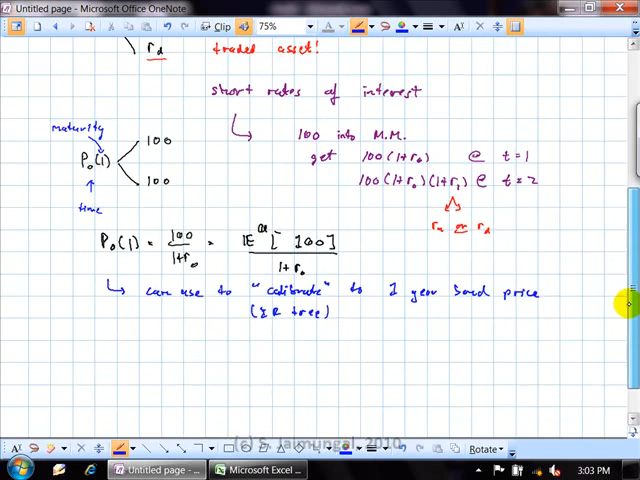 Untitled page - Microsoft Office OneNote
Clip
75%
r_d traded asset!
short rates of interest
maturity
100
100 into M.M.
P_0(1)
get 100(1+r_0) @ t=1
100
100(1+r_0)(1+r_1) @ t=2
time
r_u or r_d
P_0(1) = 100 / 1+r_0 = E^Q[ 100] / 1+r_0
can use to "calibrate" to 1 year bond price
(IR tree)
(c) S. Jaimungal, 2010
Rotate
Untitled page - ...
Microsoft Excel ...
3:03 PM